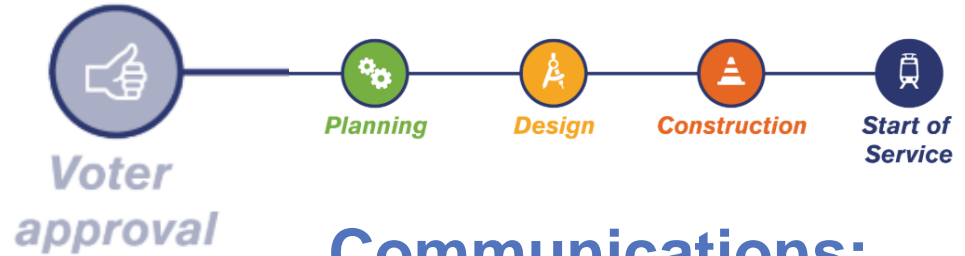 Voter
approval
Planning
Design
Construction
Start of
Service
Communications: